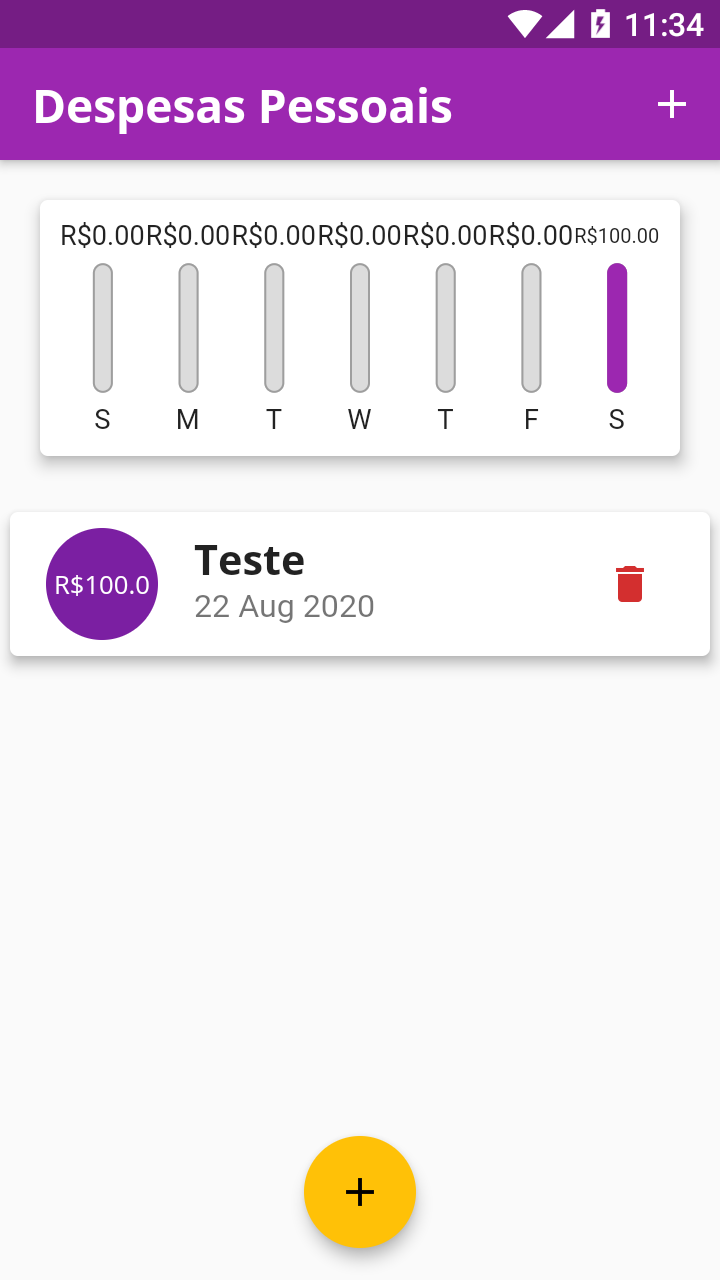 11:34
Despesas Pessoais +
R$0.00 R$0.00 R$0.00 R$0.00 R$0.00 R$0.00 R$100.00
S M T W T F S
R$100.0
Teste
22 Aug 2020
+